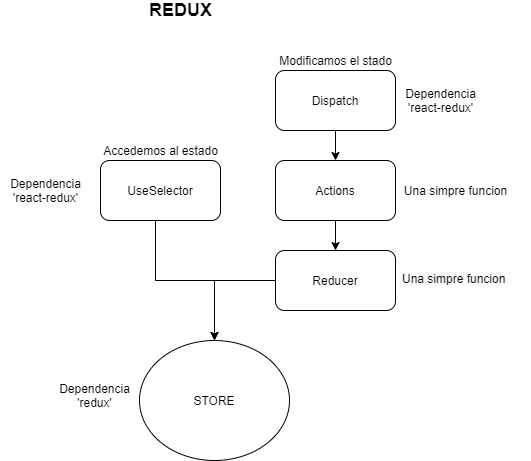 REDUX
Modificamos el stado
Dispatch
Dependencia
'react-redux'
Accedemos al estado
Dependencia
'react-redux'
UseSelector
Actions
Una simpre funcion
Reducer
Una simpre funcion
Dependencia
'redux'
STORE